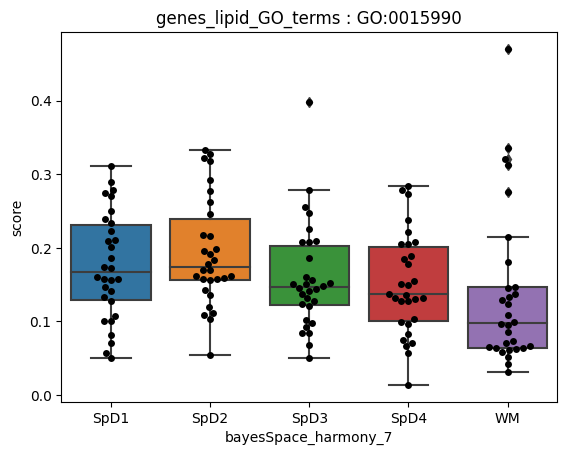 genes_lipid_GO_terms : GO:0015990
score
0.4
0.3
0.2
0.1
0.0
SpD1 SpD2 SpD3 SpD4 WM
bayesSpace_harmony_7